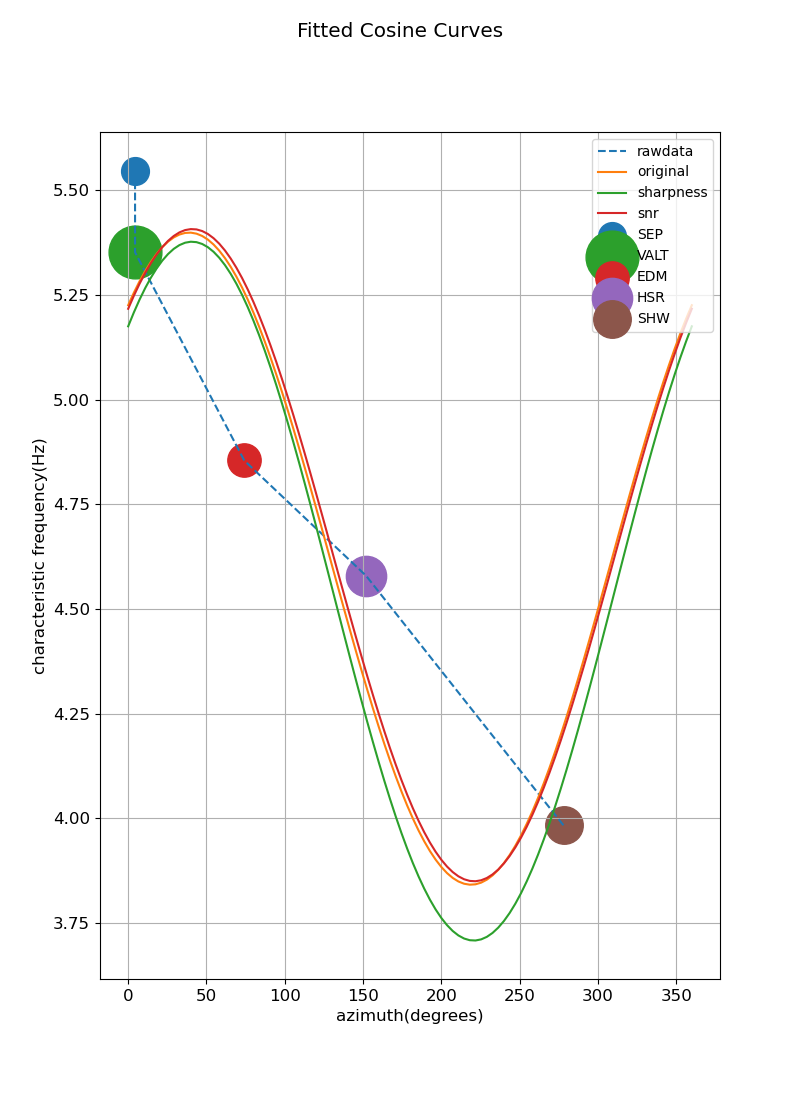 Fitted Cosine Curves
rawdata
original
sharpness
snr
SEP
VALT
EDM
HSR
SHW
characteristic frequency(Hz)
5.50
5.25
5.00
4.75
4.50
4.25
4.00
3.75
0 50 100 150 200 250 300 350
azimuth(degrees)